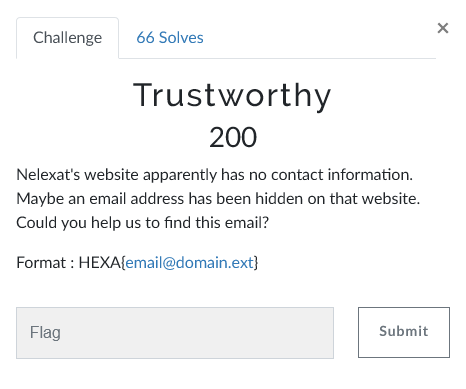 Challenge
66 Solves
×
Trustworthy
200
Nelexat's website apparently has no contact information.
Maybe an email address has been hidden on that website.
Could you help us to find this email?
Format : HEXA{email@domain.ext}
Flag
Submit